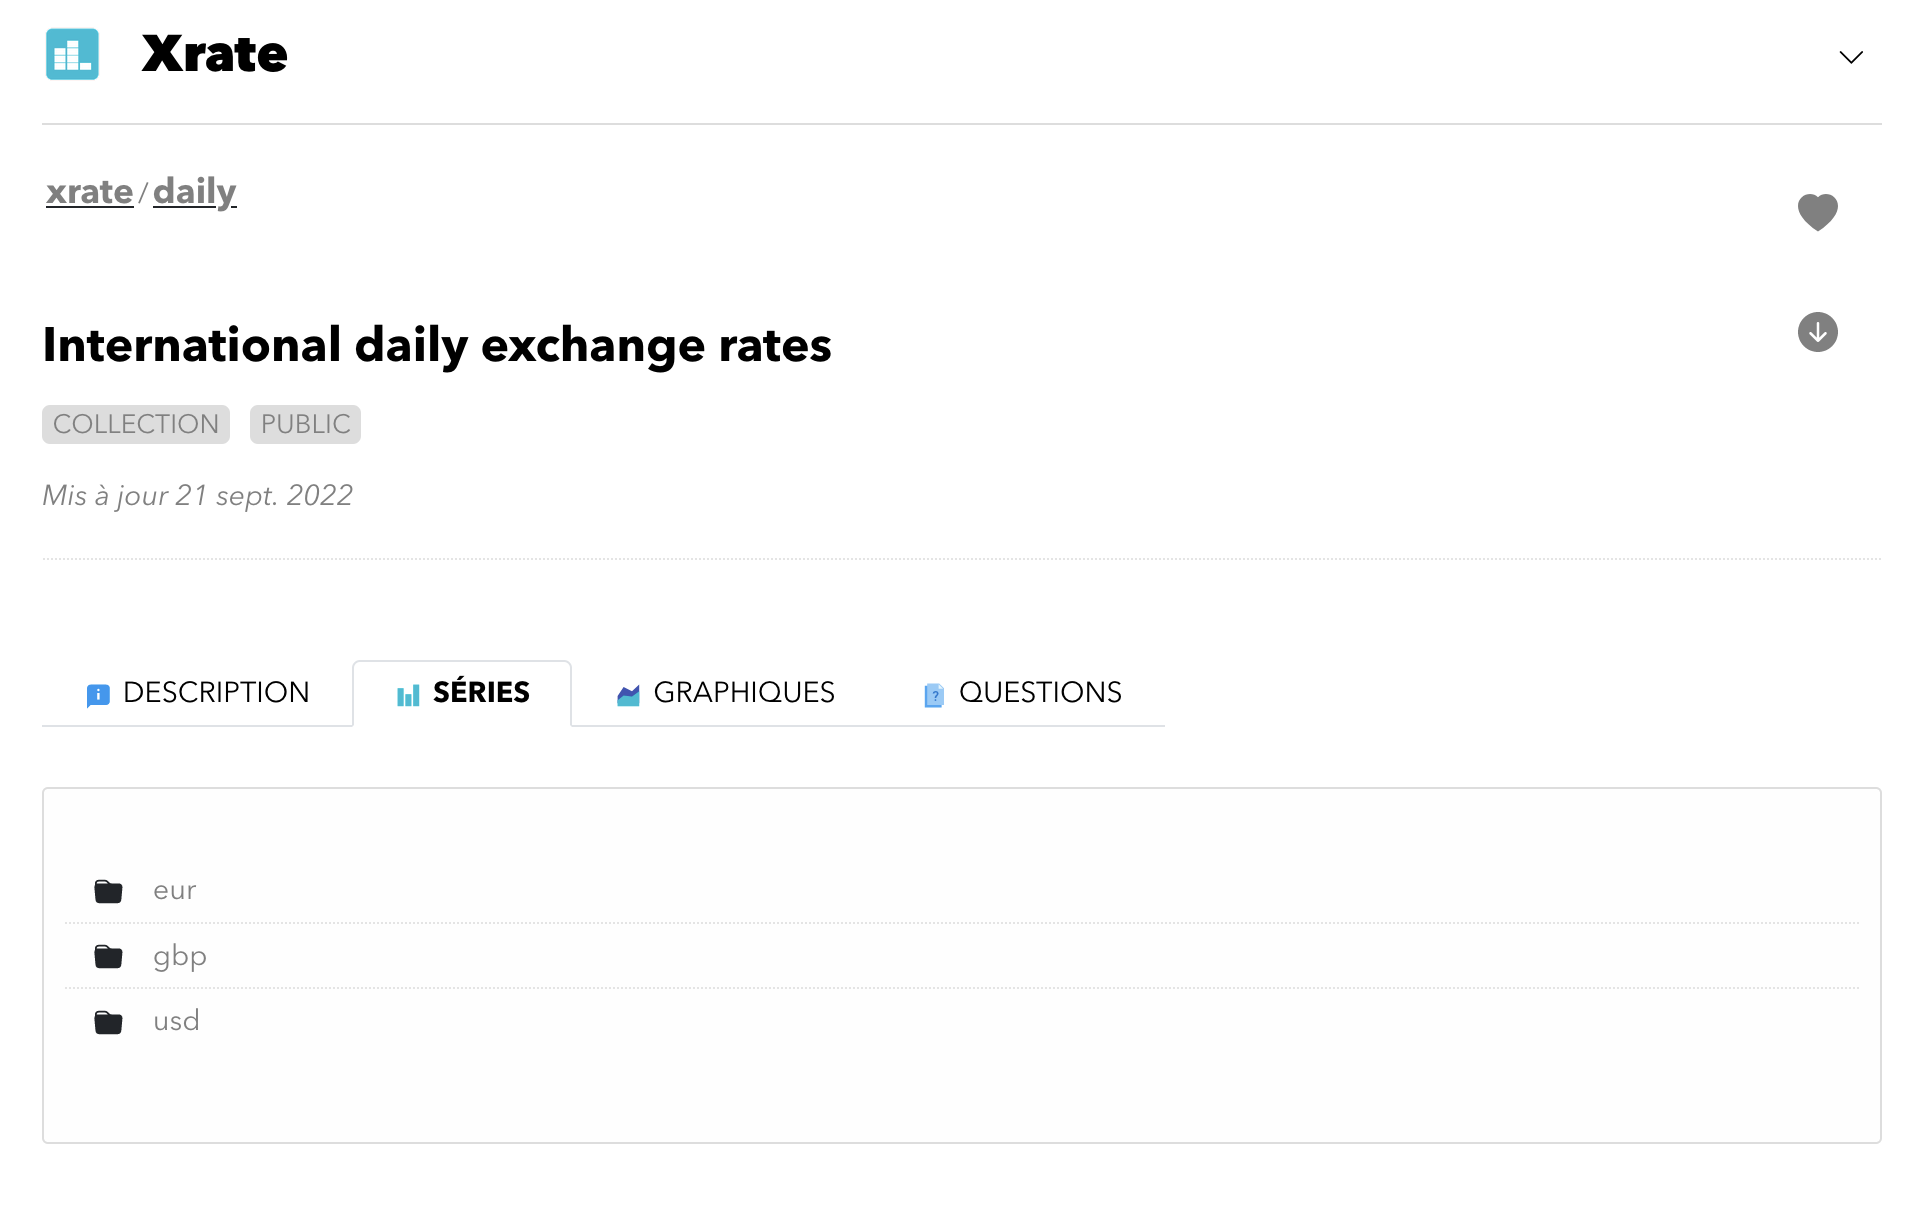 Xrate
xrate/daily
International daily exchange rates
COLLECTION PUBLIC
Mis à jour 21 sept. 2022
DESCRIPTION SÉRIES GRAPHIQUES QUESTIONS
eur
gbp
usd